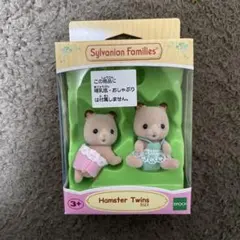 Sylvanian Families
この商品に
哺乳瓶・おしゃぶり
は付属しません。
3+
Hamster Twins
EPOCH